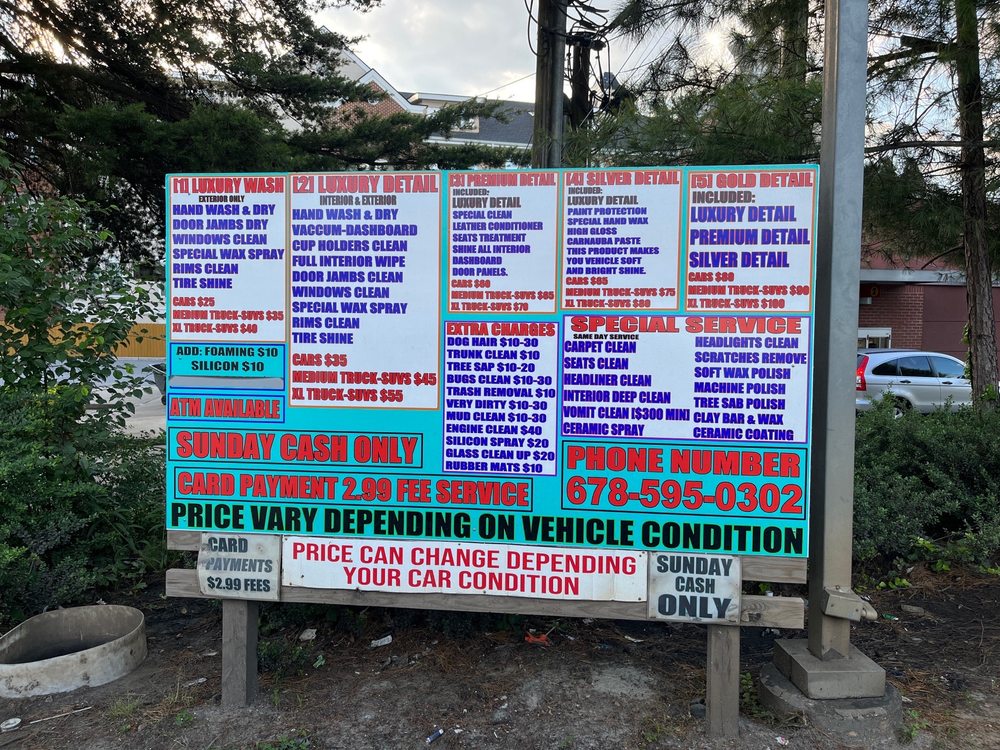 [1] LUXURY WASH
EXTERIOR ONLY
HAND WASH & DRY
DOOR JAMBS DRY
WINDOWS CLEAN
SPECIAL WAX SPRAY
RIMS CLEAN
TIRE SHINE
CARS $25
MEDIUM TRUCK-SUVS $35
XL TRUCK-SUVS $40
ADD: FOAMING $10
SILICON $10
ATM AVAILABLE
[2] LUXURY DETAIL
INTERIOR & EXTERIOR
HAND WASH & DRY
VACCUM-DASHBOARD
CUP HOLDERS CLEAN
FULL INTERIOR WIPE
DOOR JAMBS CLEAN
WINDOWS CLEAN
SPECIAL WAX SPRAY
RIMS CLEAN
TIRE SHINE
CARS $35
MEDIUM TRUCK-SUVS $45
XL TRUCK-SUVS $55
[3] PREMIUM DETAIL
INCLUDED:
LUXURY DETAIL
SPECIAL CLEAN
LEATHER CONDITIONER
SEATS TREATMENT
SHINE ALL INTERIOR
DASHBOARD
DOOR PANELS.
CARS $60
MEDIUM TRUCK-SUVS $65
XL TRUCK-SUVS $70
[4] SILVER DETAIL
INCLUDED:
LUXURY DETAIL
PAINT PROTECTION
SPECIAL HAND WAX
HIGH GLOSS
CARNAUBA PASTE
THIS PRODUCT MAKES
YOU VEHICLE SOFT
AND BRIGHT SHINE.
CARS $65
MEDIUM TRUCK-SUVS $75
XL TRUCK-SUVS $80
[5] GOLD DETAIL
INCLUDED:
LUXURY DETAIL
PREMIUM DETAIL
SILVER DETAIL
CARS $80
MEDIUM TRUCK-SUVS $90
XL TRUCK-SUVS $100
EXTRA CHARGES
DOG HAIR $10-30
TRUNK CLEAN $10
TREE SAP $10-20
BUGS CLEAN $10-30
TRASH REMOVAL $10
VERY DIRTY $10-30
MUD CLEAN $10-30
ENGINE CLEAN $40
SILICON SPRAY $20
GLASS CLEAN UP $20
RUBBER MATS $10
SPECIAL SERVICE
SAME DAY SERVICE
CARPET CLEAN
SEATS CLEAN
HEADLINER CLEAN
INTERIOR DEEP CLEAN
VOMIT CLEAN [$300 MINI
CERAMIC SPRAY
HEADLIGHTS CLEAN
SCRATCHES REMOVE
SOFT WAX POLISH
MACHINE POLISH
TREE SAB POLISH
CLAY BAR & WAX
CERAMIC COATING
SUNDAY CASH ONLY
CARD PAYMENT 2.99 FEE SERVICE
PHONE NUMBER
678-595-0302
PRICE VARY DEPENDING ON VEHICLE CONDITION
CARD
PAYMENTS
$2.99 FEES
PRICE CAN CHANGE DEPENDING
YOUR CAR CONDITION
SUNDAY
CASH
ONLY